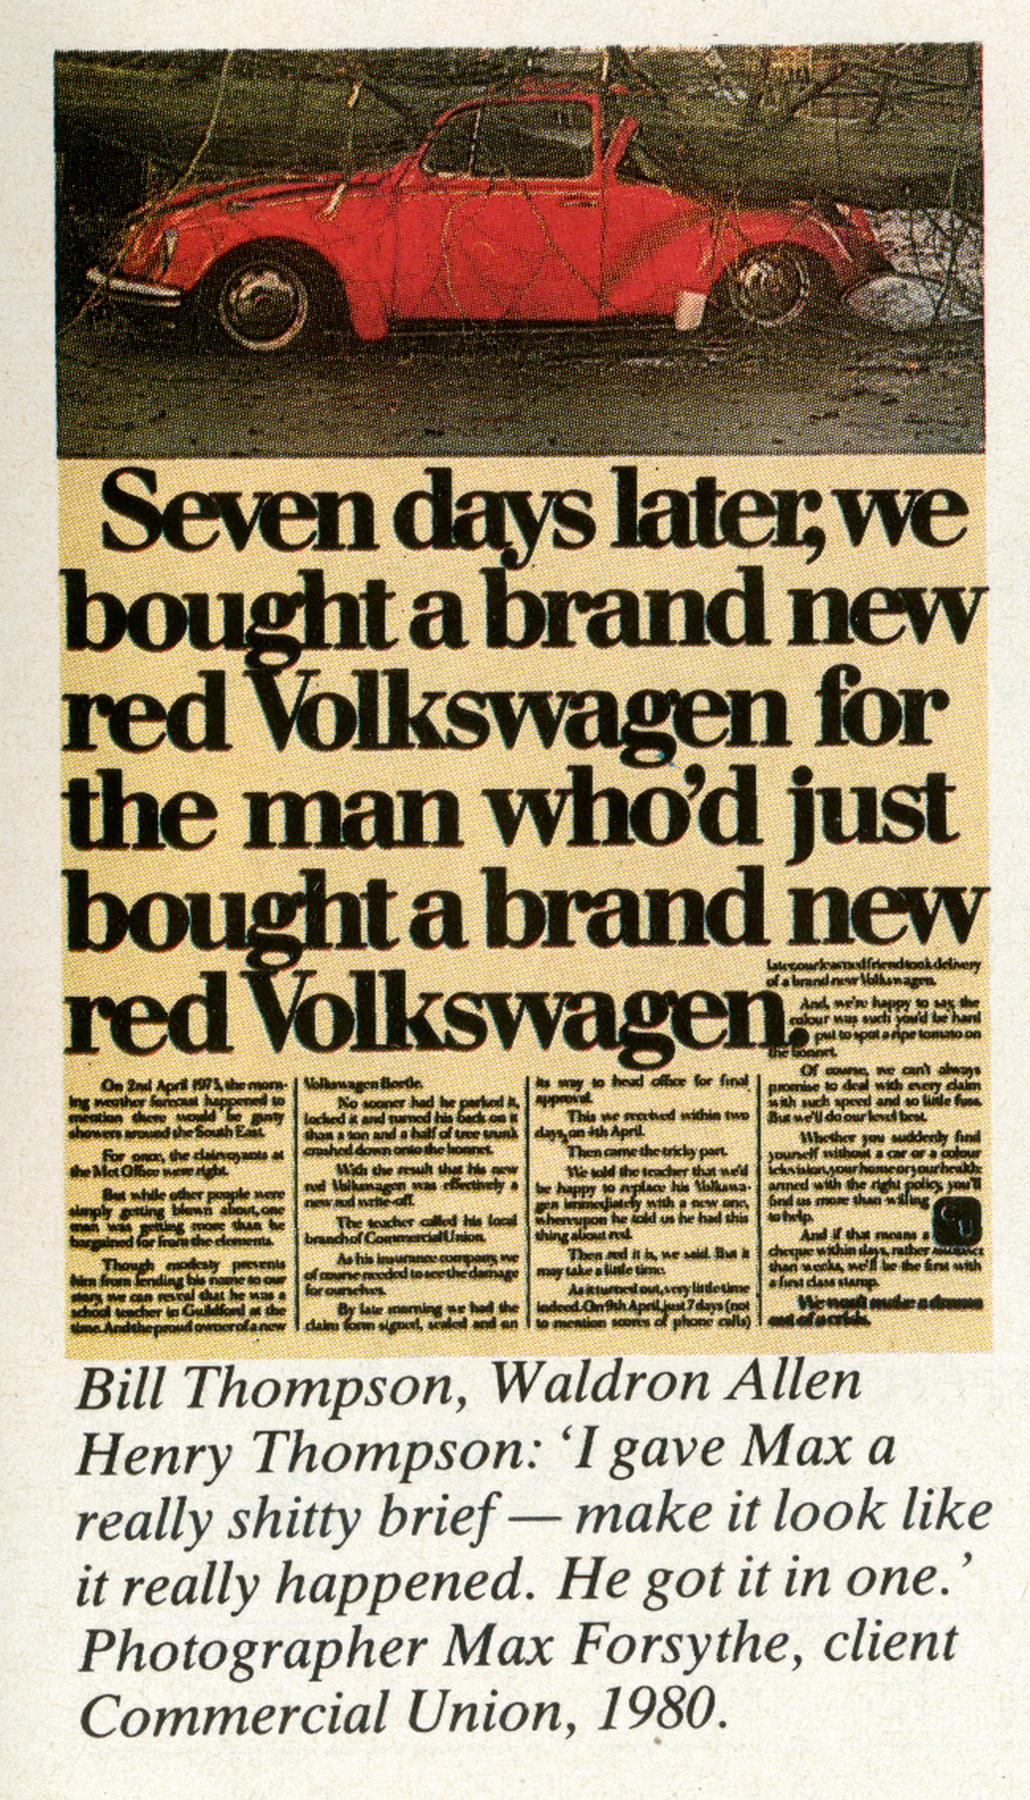 Seven days later, we
bought a brand new
red Volkswagen for
the man who'd just
bought a brand new
red Volkswagen.
On 2nd April 1973, the morn-
ing weather forecast happened to
mention there would be gusty
showers around the South East.
For once, the clairvoyants at
the Met Office were right.
But while other people were
simply getting blown about, one
man was getting more than he
bargained for from the elements.
Though modesty prevents
him from lending his name to our
story, we can reveal that he was a
school teacher in Guildford at the
time. And the proud owner of a new
Volkswagen Beetle.
No sooner had he parked it,
locked it and turned his back on it
than a ton and a half of tree trunk
crashed down onto the bonnet.
With the result that his new
red Volkswagen was effectively a
new red write-off.
The teacher called his local
branch of Commercial Union.
As his insurance company, we
of course needed to see the damage
for ourselves.
By late morning we had the
claim form signed, sealed and on
its way to head office for final
approval.
This we received within two
days, on 4th April.
Then came the tricky part.
We told the teacher that we'd
be happy to replace his Volkswa-
gen immediately with a new one,
whereupon he told us he had this
thing about red.
Then red it is, we said. But it
may take a little time.
As it turned out, very little time
indeed. On 9th April, just 7 days (not
to mention scores of phone calls)
later, our learned friend took delivery
of a brand new Volkswagen.
And, we're happy to say, the
colour was such you'd be hard
put to spot a ripe tomato on
the bonnet.
Of course, we can't always
promise to deal with every claim
with such speed and so little fuss.
But we'll do our level best.
Whether you suddenly find
yourself without a car or a colour
television, your home or your health:
armed with the right policy, you'll
find us more than willing
to help.
And if that means a
cheque within days, rather
than weeks, we'll be the first with
a first class stamp.
We won't make a drama
out of a crisis.
CU
Bill Thompson, Waldron Allen
Henry Thompson: ‘I gave Max a
really shitty brief — make it look like
it really happened. He got it in one.’
Photographer Max Forsythe, client
Commercial Union, 1980.